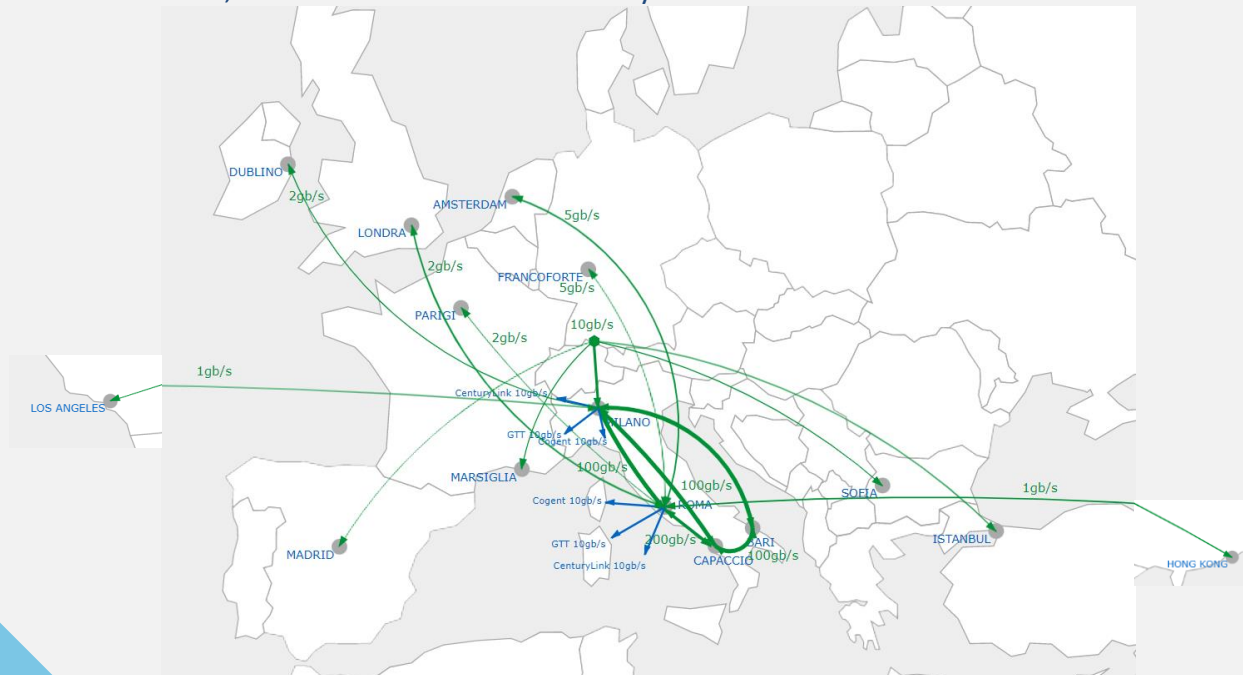 DUBLINO
2gb/s
AMSTERDAM
5gb/s
LONDRA
2gb/s
FRANCOFORTE
5gb/s
PARIGI
10gb/s
2gb/s
1gb/s
LOS ANGELES
CenturyLink 10gb/s
MILANO
GTT 10gb/s
Cogent 10gb/s
100gb/s
MARSIGLIA
100gb/s
SOFIA
1gb/s
Cogent 10gb/s
ROMA
200gb/s
GTT 10gb/s
BARI
ISTANBUL
MADRID
CAPACCIO
100gb/s
CenturyLink 10gb/s
HONG KONG